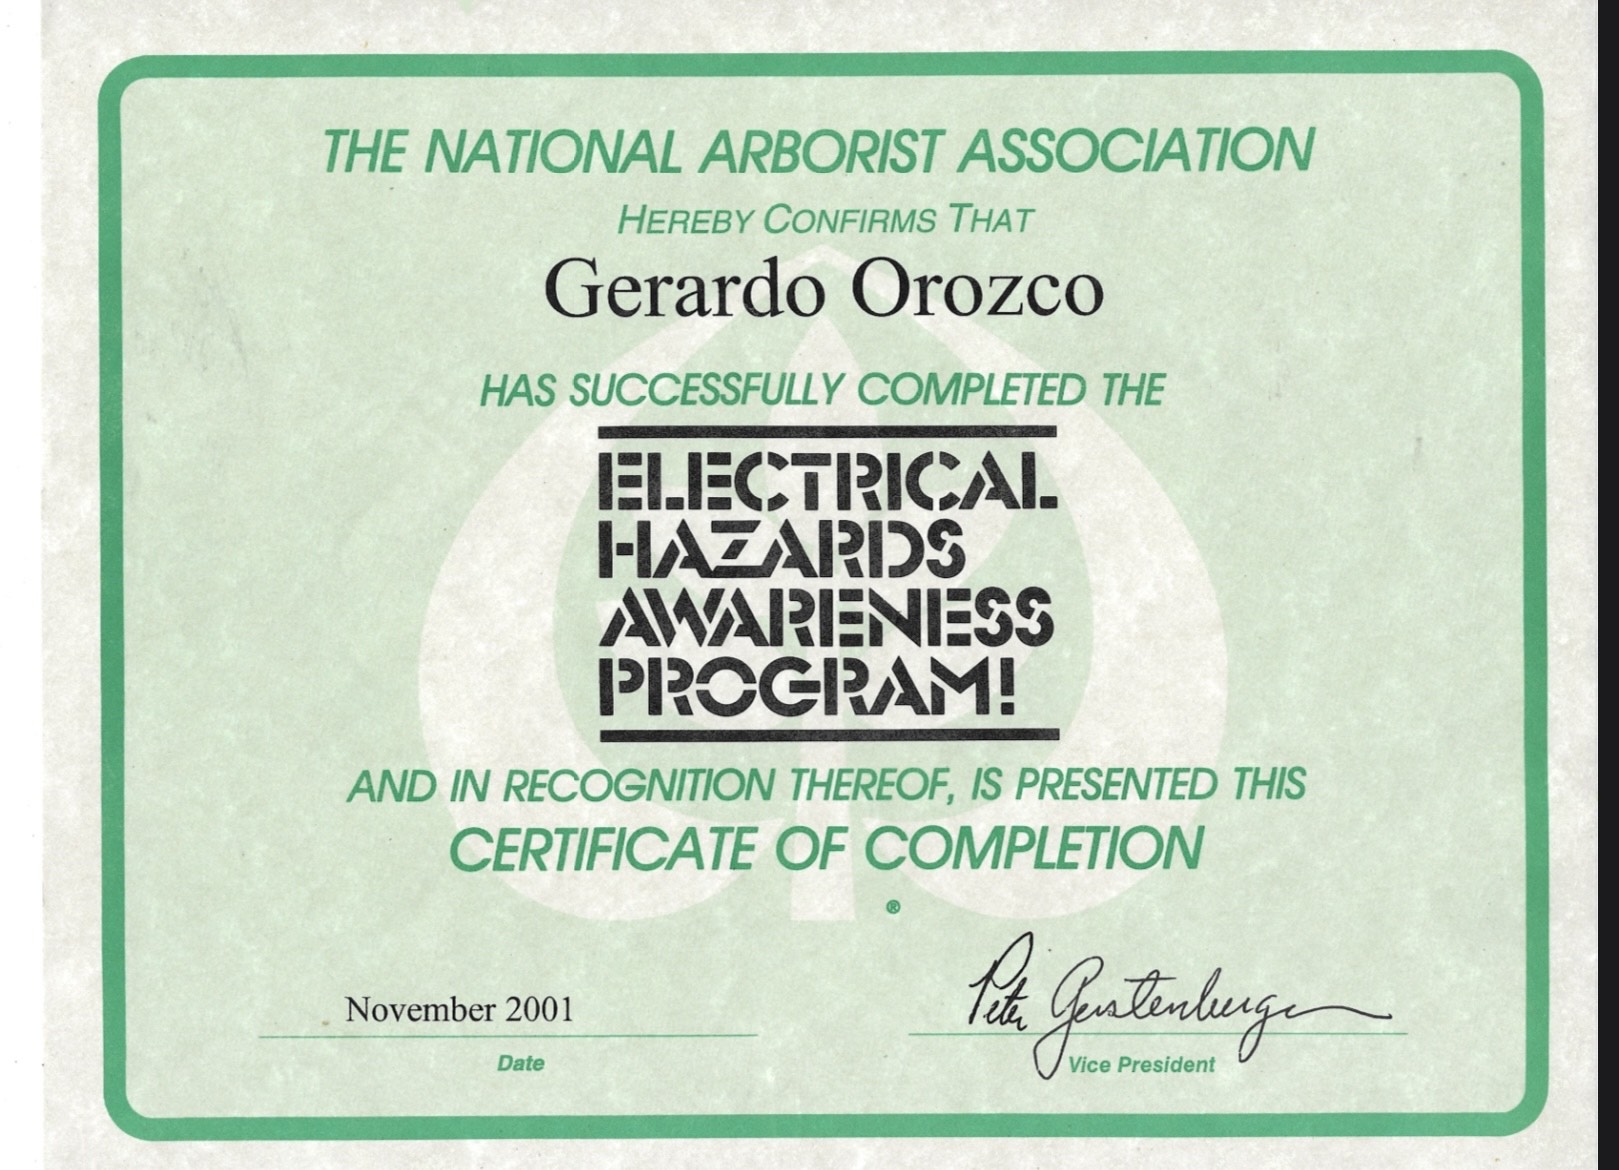 THE NATIONAL ARBORIST ASSOCIATION
HEREBY CONFIRMS THAT
Gerardo Orozco
HAS SUCCESSFULLY COMPLETED THE
ELECTRICAL
HAZARDS
AWARENESS
PROGRAM!
AND IN RECOGNITION THEREOF, IS PRESENTED THIS
CERTIFICATE OF COMPLETION
®
November 2001
Peter Gerstenberger
Date
Vice President